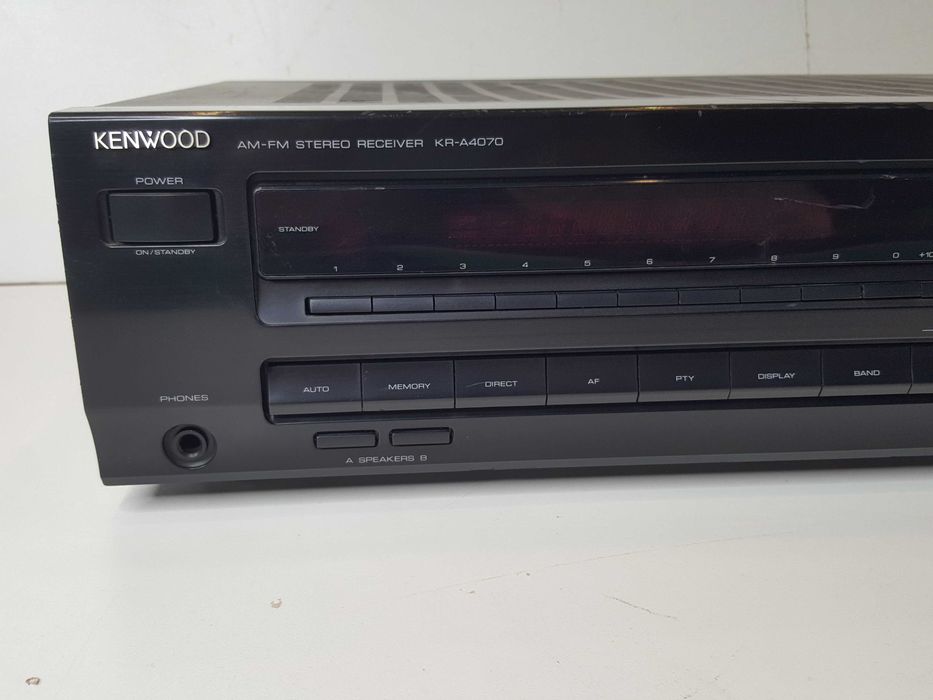 KENWOOD AM-FM STEREO RECEIVER KR-A4070
POWER
ON/STANDBY
STANDBY
1 2 3 4 5 6 7 8 9 0 +10
AUTO MEMORY DIRECT AF PTY DISPLAY BAND
PHONES
A SPEAKERS B